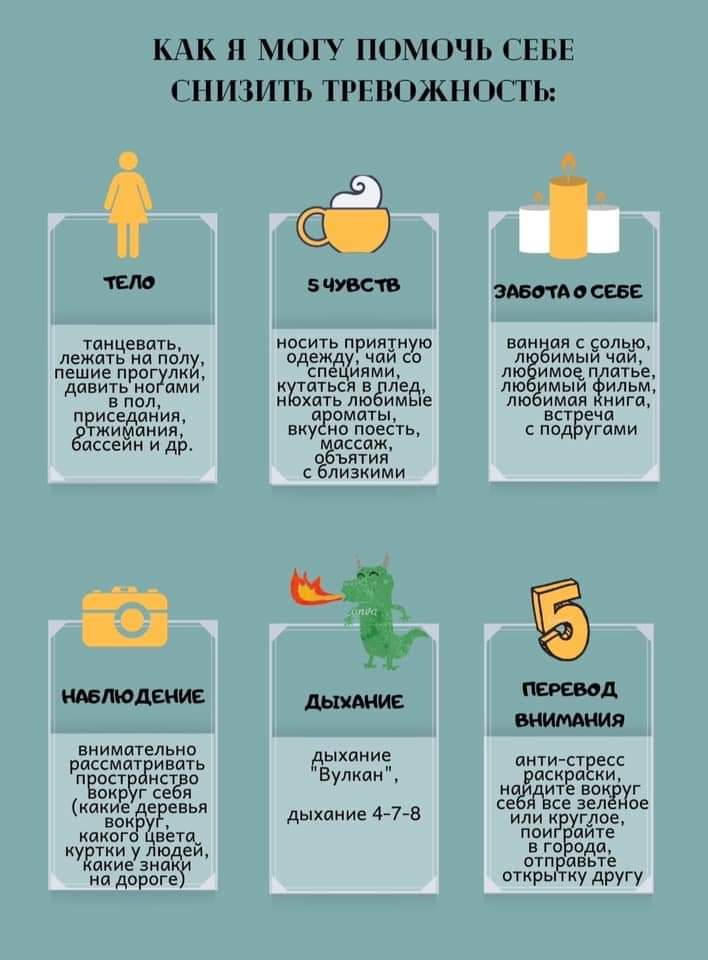 КАК Я МОГУ ПОМОЧЬ СЕБЕ
СНИЗИТЬ ТРЕВОЖНОСТЬ:
ТЕЛО
танцевать,
лежать на полу,
пешие прогулки,
давить ногами
в пол,
приседания,
отжимания,
бассейн и др.
5 ЧУВСТВ
носить приятную
одежду, чай со
специями,
кутаться в плед,
нюхать любимые
ароматы,
вкусно поесть,
массаж,
объятия
с близкими
ЗАБОТА О СЕБЕ
ванная с солью,
любимый чай,
любимое платье,
любимый фильм,
любимая книга,
встреча
с подругами
НАБЛЮДЕНИЕ
внимательно
рассматривать
пространство
вокруг себя
(какие деревья
вокруг,
какого цвета
куртки у людей,
какие знаки
на дороге)
ДЫХАНИЕ
дыхание
"Вулкан",
дыхание 4-7-8
5
ПЕРЕВОД
ВНИМАНИЯ
анти-стресс
раскраски,
найдите вокруг
себя все зелёное
или круглое,
поиграйте
в города,
отправьте
открытку другу